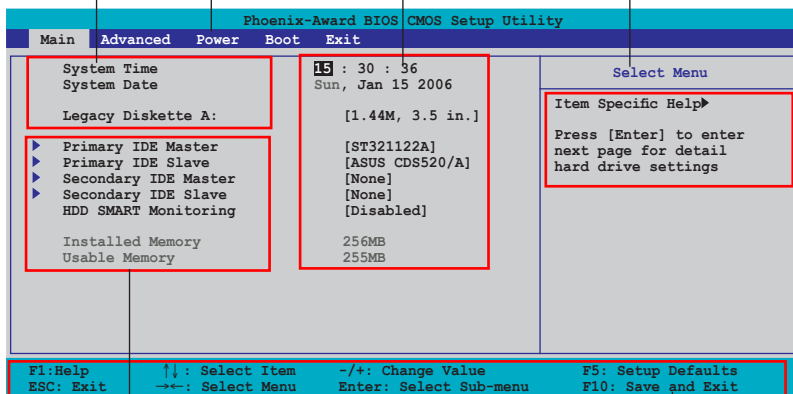 Phoenix-Award BIOS CMOS Setup Utility
Main Advanced Power Boot Exit
System Time 15 : 30 : 36
System Date Sun, Jan 15 2006
Legacy Diskette A: [1.44M, 3.5 in.]
Primary IDE Master [ST321122A]
Primary IDE Slave [ASUS CDS520/A]
Secondary IDE Master [None]
Secondary IDE Slave [None]
HDD SMART Monitoring [Disabled]
Installed Memory 256MB
Usable Memory 255MB
Select Menu
Item Specific Help
Press [Enter] to enter
next page for detail
hard drive settings
F1:Help ↑↓: Select Item -/+: Change Value F5: Setup Defaults
ESC: Exit →←: Select Menu Enter: Select Sub-menu F10: Save and Exit